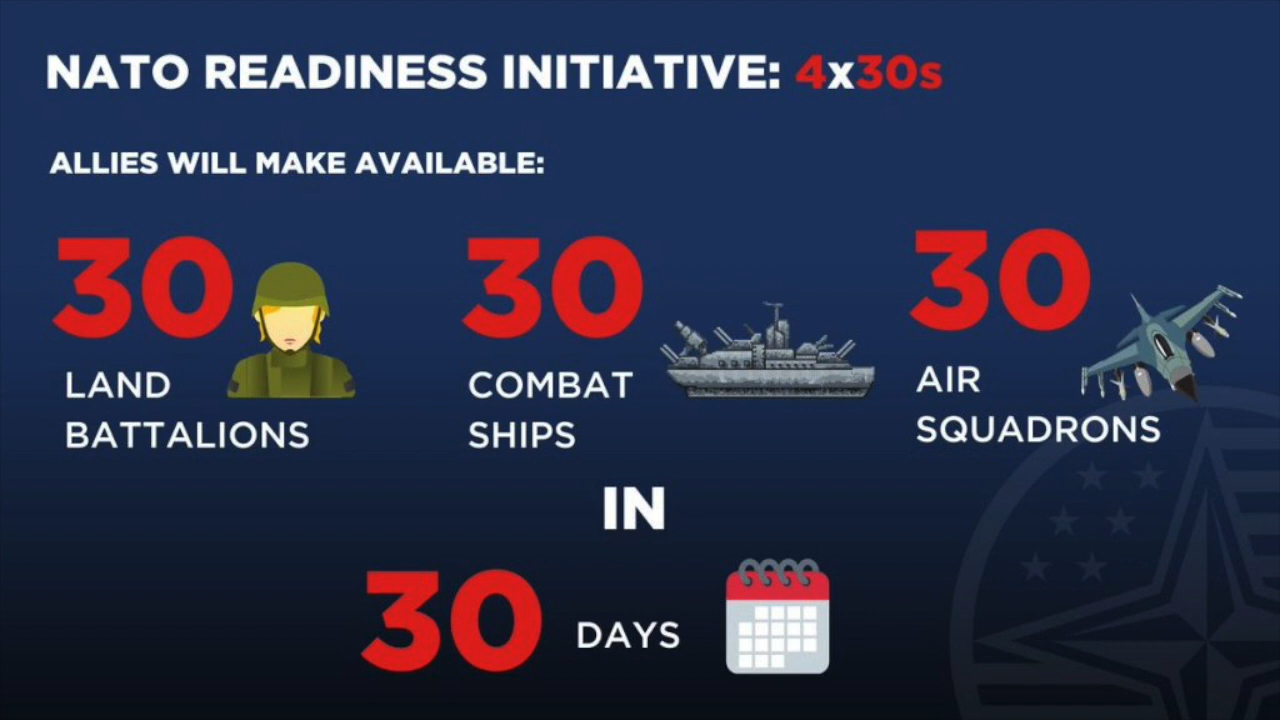 NATO READINESS INITIATIVE: 4x30s
ALLIES WILL MAKE AVAILABLE:
30
LAND
BATTALIONS
30
COMBAT
SHIPS
30
AIR
SQUADRONS
IN
30 DAYS